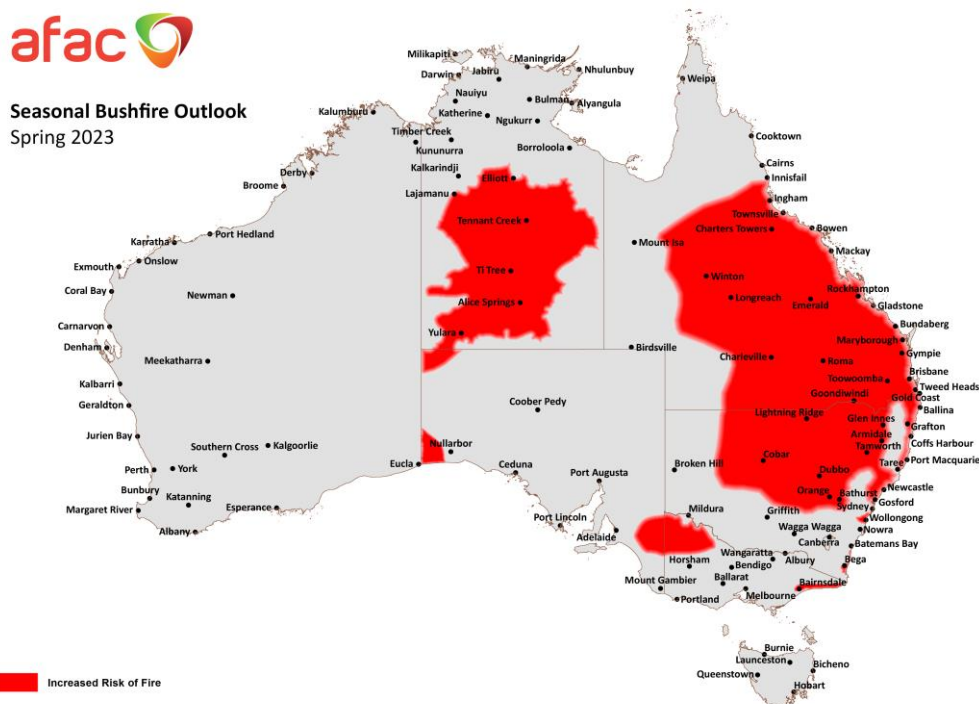 afac
Seasonal Bushfire Outlook
Spring 2023
Milikapiti
Maningrida
Darwin
Jabiru
Nhulunbuy
Weipa
Nauiyu
Bulman
Alyangula
Kalumburu
Katherine
Ngukurr
Timber Creek
Cooktown
Kununurra
Borroloola
Cairns
Derby
Kalkarindji
Elliott
Innisfail
Broome
Lajamanu
Ingham
Tennant Creek
Townsville
Karratha
Port Hedland
Charters Towers
Bowen
Mount Isa
Mackay
Exmouth
Onslow
Ti Tree
Winton
Coral Bay
Newman
Alice Springs
Longreach
Emerald
Rockhampton
Gladstone
Carnarvon
Yulara
Bundaberg
Denham
Meekatharra
Birdsville
Charleville
Roma
Maryborough
Gympie
Kalbarri
Toowoomba
Brisbane
Tweed Heads
Geraldton
Coober Pedy
Goondiwindi
Gold Coast
Ballina
Lightning Ridge
Glen Innes
Grafton
Jurien Bay
Armidale
Coffs Harbour
Southern Cross
Kalgoorlie
Nullarbor
Tamworth
Perth
York
Eucla
Ceduna
Port Augusta
Broken Hill
Cobar
Dubbo
Taree
Port Macquarie
Bunbury
Katanning
Orange
Bathurst
Newcastle
Margaret River
Esperance
Port Lincoln
Mildura
Griffith
Sydney
Gosford
Albany
Adelaide
Wagga Wagga
Wollongong
Nowra
Canberra
Batemans Bay
Horsham
Wangaratta
Albury
Bendigo
Bega
Mount Gambier
Ballarat
Bairnsdale
Portland
Melbourne
Burnie
Launceston
Bicheno
Queenstown
Hobart
Increased Risk of Fire